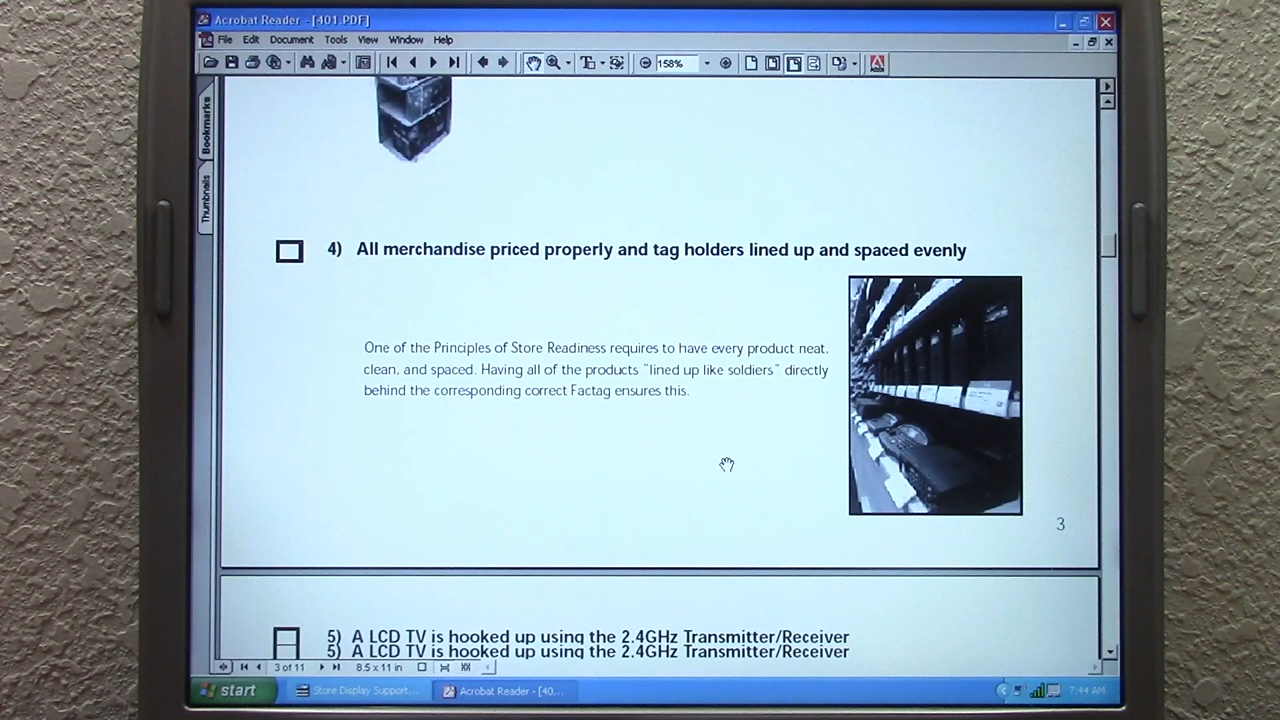 Acrobat Reader - [401.PDF]
File Edit Document Tools View Window Help
158%
Bookmarks
Thumbnails
4) All merchandise priced properly and tag holders lined up and spaced evenly
One of the Principles of Store Readiness requires to have every product neat,
clean, and spaced. Having all of the products "lined up like soldiers" directly
behind the corresponding correct Factag ensures this.
3
5) A LCD TV is hooked up using the 2.4GHz Transmitter/Receiver
5) A LCD TV is hooked up using the 2.4GHz Transmitter/Receiver
3 of 11 8.5 x 11 in
start Store Display Support... Acrobat Reader - [40... 7:44 AM